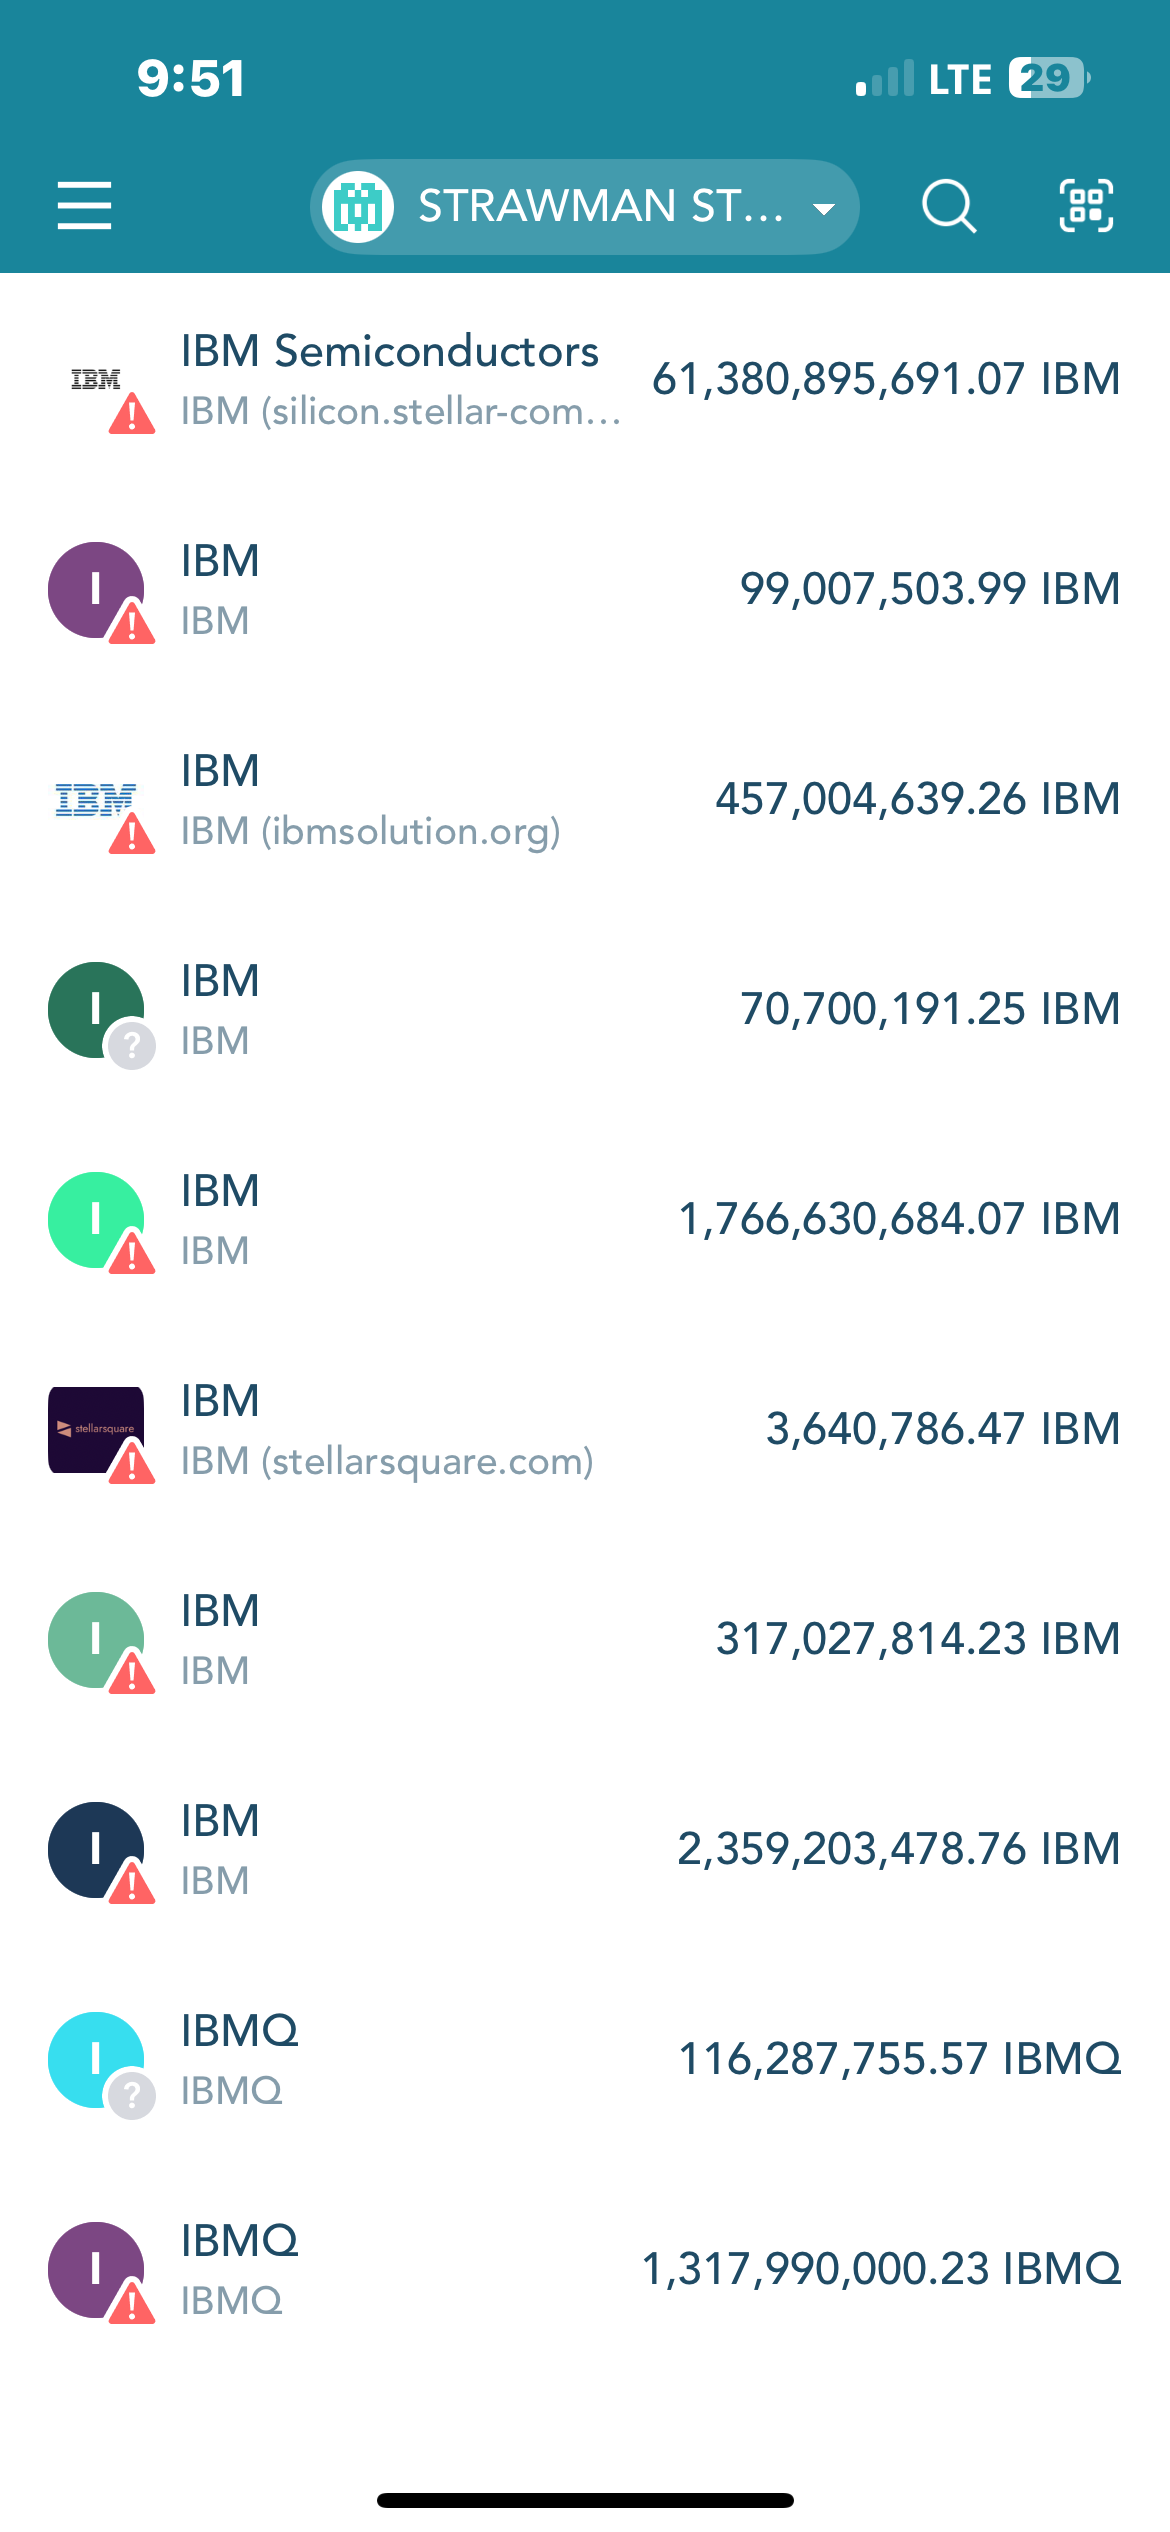 9:51
LTE 29
STRAWMAN ST...
IBM
IBM Semiconductors
61,380,895,691.07 IBM
IBM (silicon.stellar-com...
I
IBM
99,007,503.99 IBM
IBM
IBM
IBM
457,004,639.26 IBM
IBM (ibmsolution.org)
I
?
IBM
70,700,191.25 IBM
IBM
I
IBM
1,766,630,684.07 IBM
IBM
stellarsquare
IBM
3,640,786.47 IBM
IBM (stellarsquare.com)
I
IBM
317,027,814.23 IBM
IBM
I
IBM
2,359,203,478.76 IBM
IBM
I
?
IBMQ
116,287,755.57 IBMQ
IBMQ
I
IBMQ
1,317,990,000.23 IBMQ
IBMQ